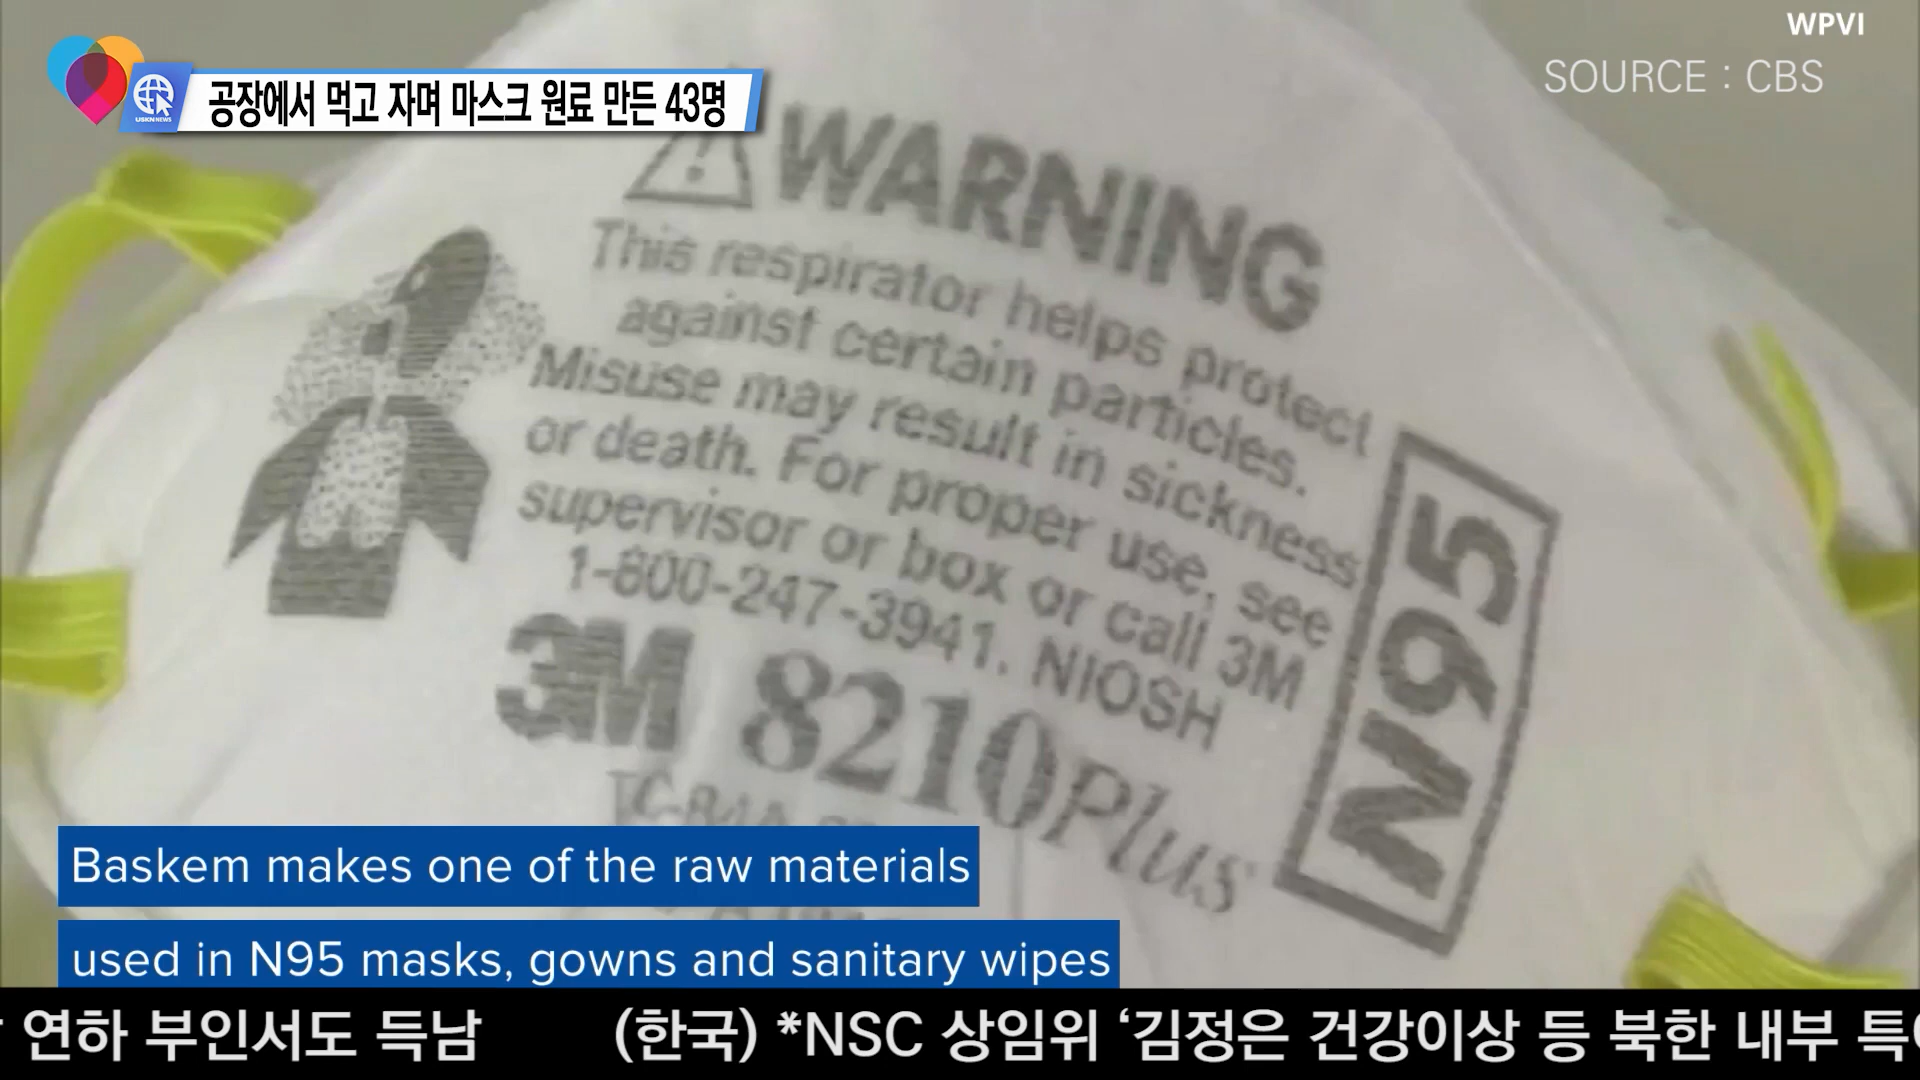 WPVI
SOURCE : CBS
USKN NEWS
공장에서 먹고 자며 마스크 원료 만든 43명
WARNING
This respirator helps protect
against certain particles.
Misuse may result in sickness
or death. For proper use, see
supervisor or box or call 3M
1-800-247-3941. NIOSH
3M 8210Plus
N95
Baskem makes one of the raw materials
used in N95 masks, gowns and sanitary wipes
연하 부인서도 득남 (한국) *NSC 상임위 ‘김정은 건강이상 등 북한 내부